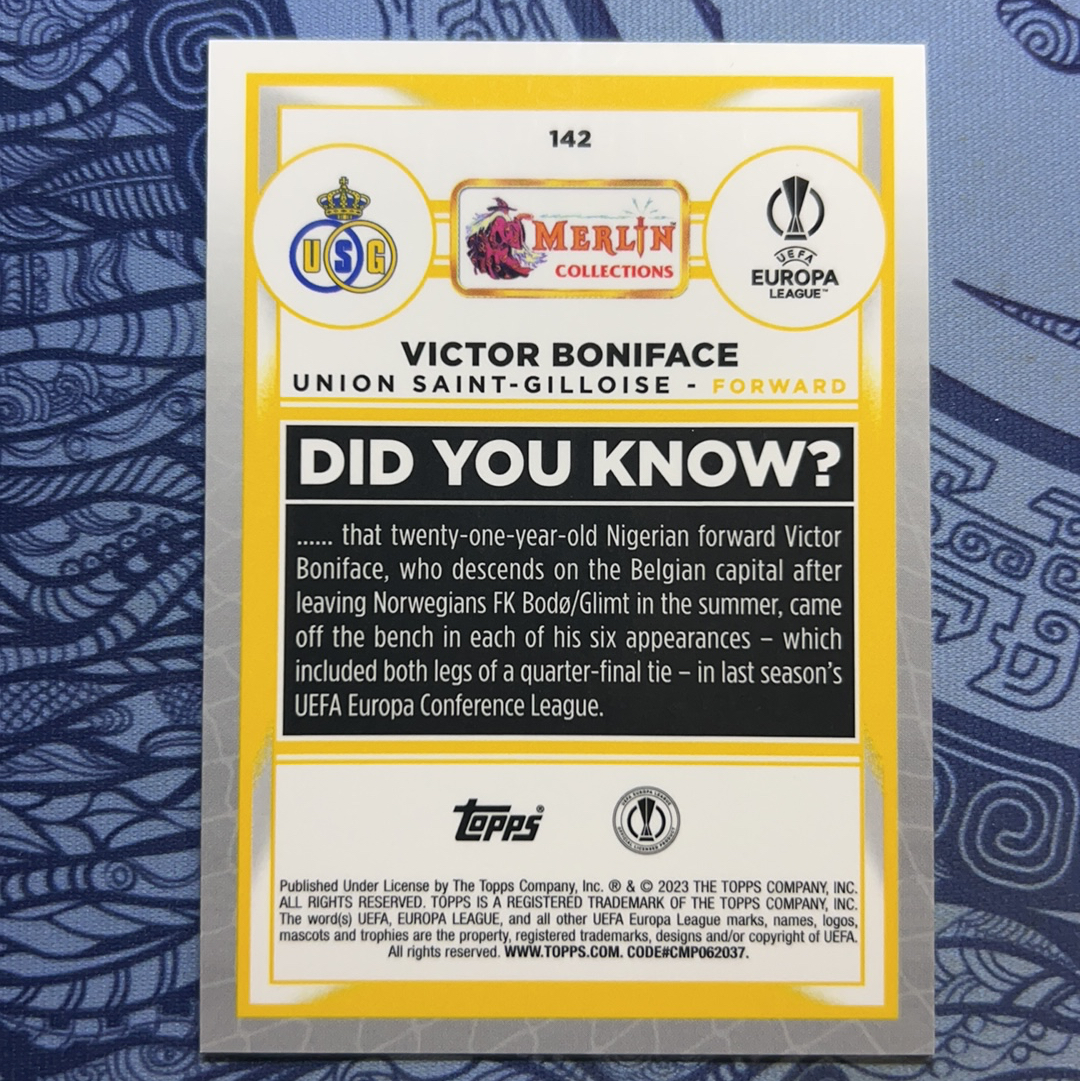 142
USG
MERLIN
COLLECTIONS
UEFA
EUROPA
LEAGUE™
VICTOR BONIFACE
UNION SAINT-GILLOISE - FORWARD
DID YOU KNOW?
...... that twenty-one-year-old Nigerian forward Victor
Boniface, who descends on the Belgian capital after
leaving Norwegians FK Bodø/Glimt in the summer, came
off the bench in each of his six appearances – which
included both legs of a quarter-final tie – in last season's
UEFA Europa Conference League.
topps®
UEFA EUROPA LEAGUE
OFFICIAL LICENSED PRODUCT
Published Under License by The Topps Company, Inc. ® & © 2023 THE TOPPS COMPANY, INC.
ALL RIGHTS RESERVED. TOPPS IS A REGISTERED TRADEMARK OF THE TOPPS COMPANY, INC.
The word(s) UEFA, EUROPA LEAGUE, and all other UEFA Europa League marks, names, logos,
mascots and trophies are the property, registered trademarks, designs and/or copyright of UEFA.
All rights reserved. WWW.TOPPS.COM. CODE#CMP062037.